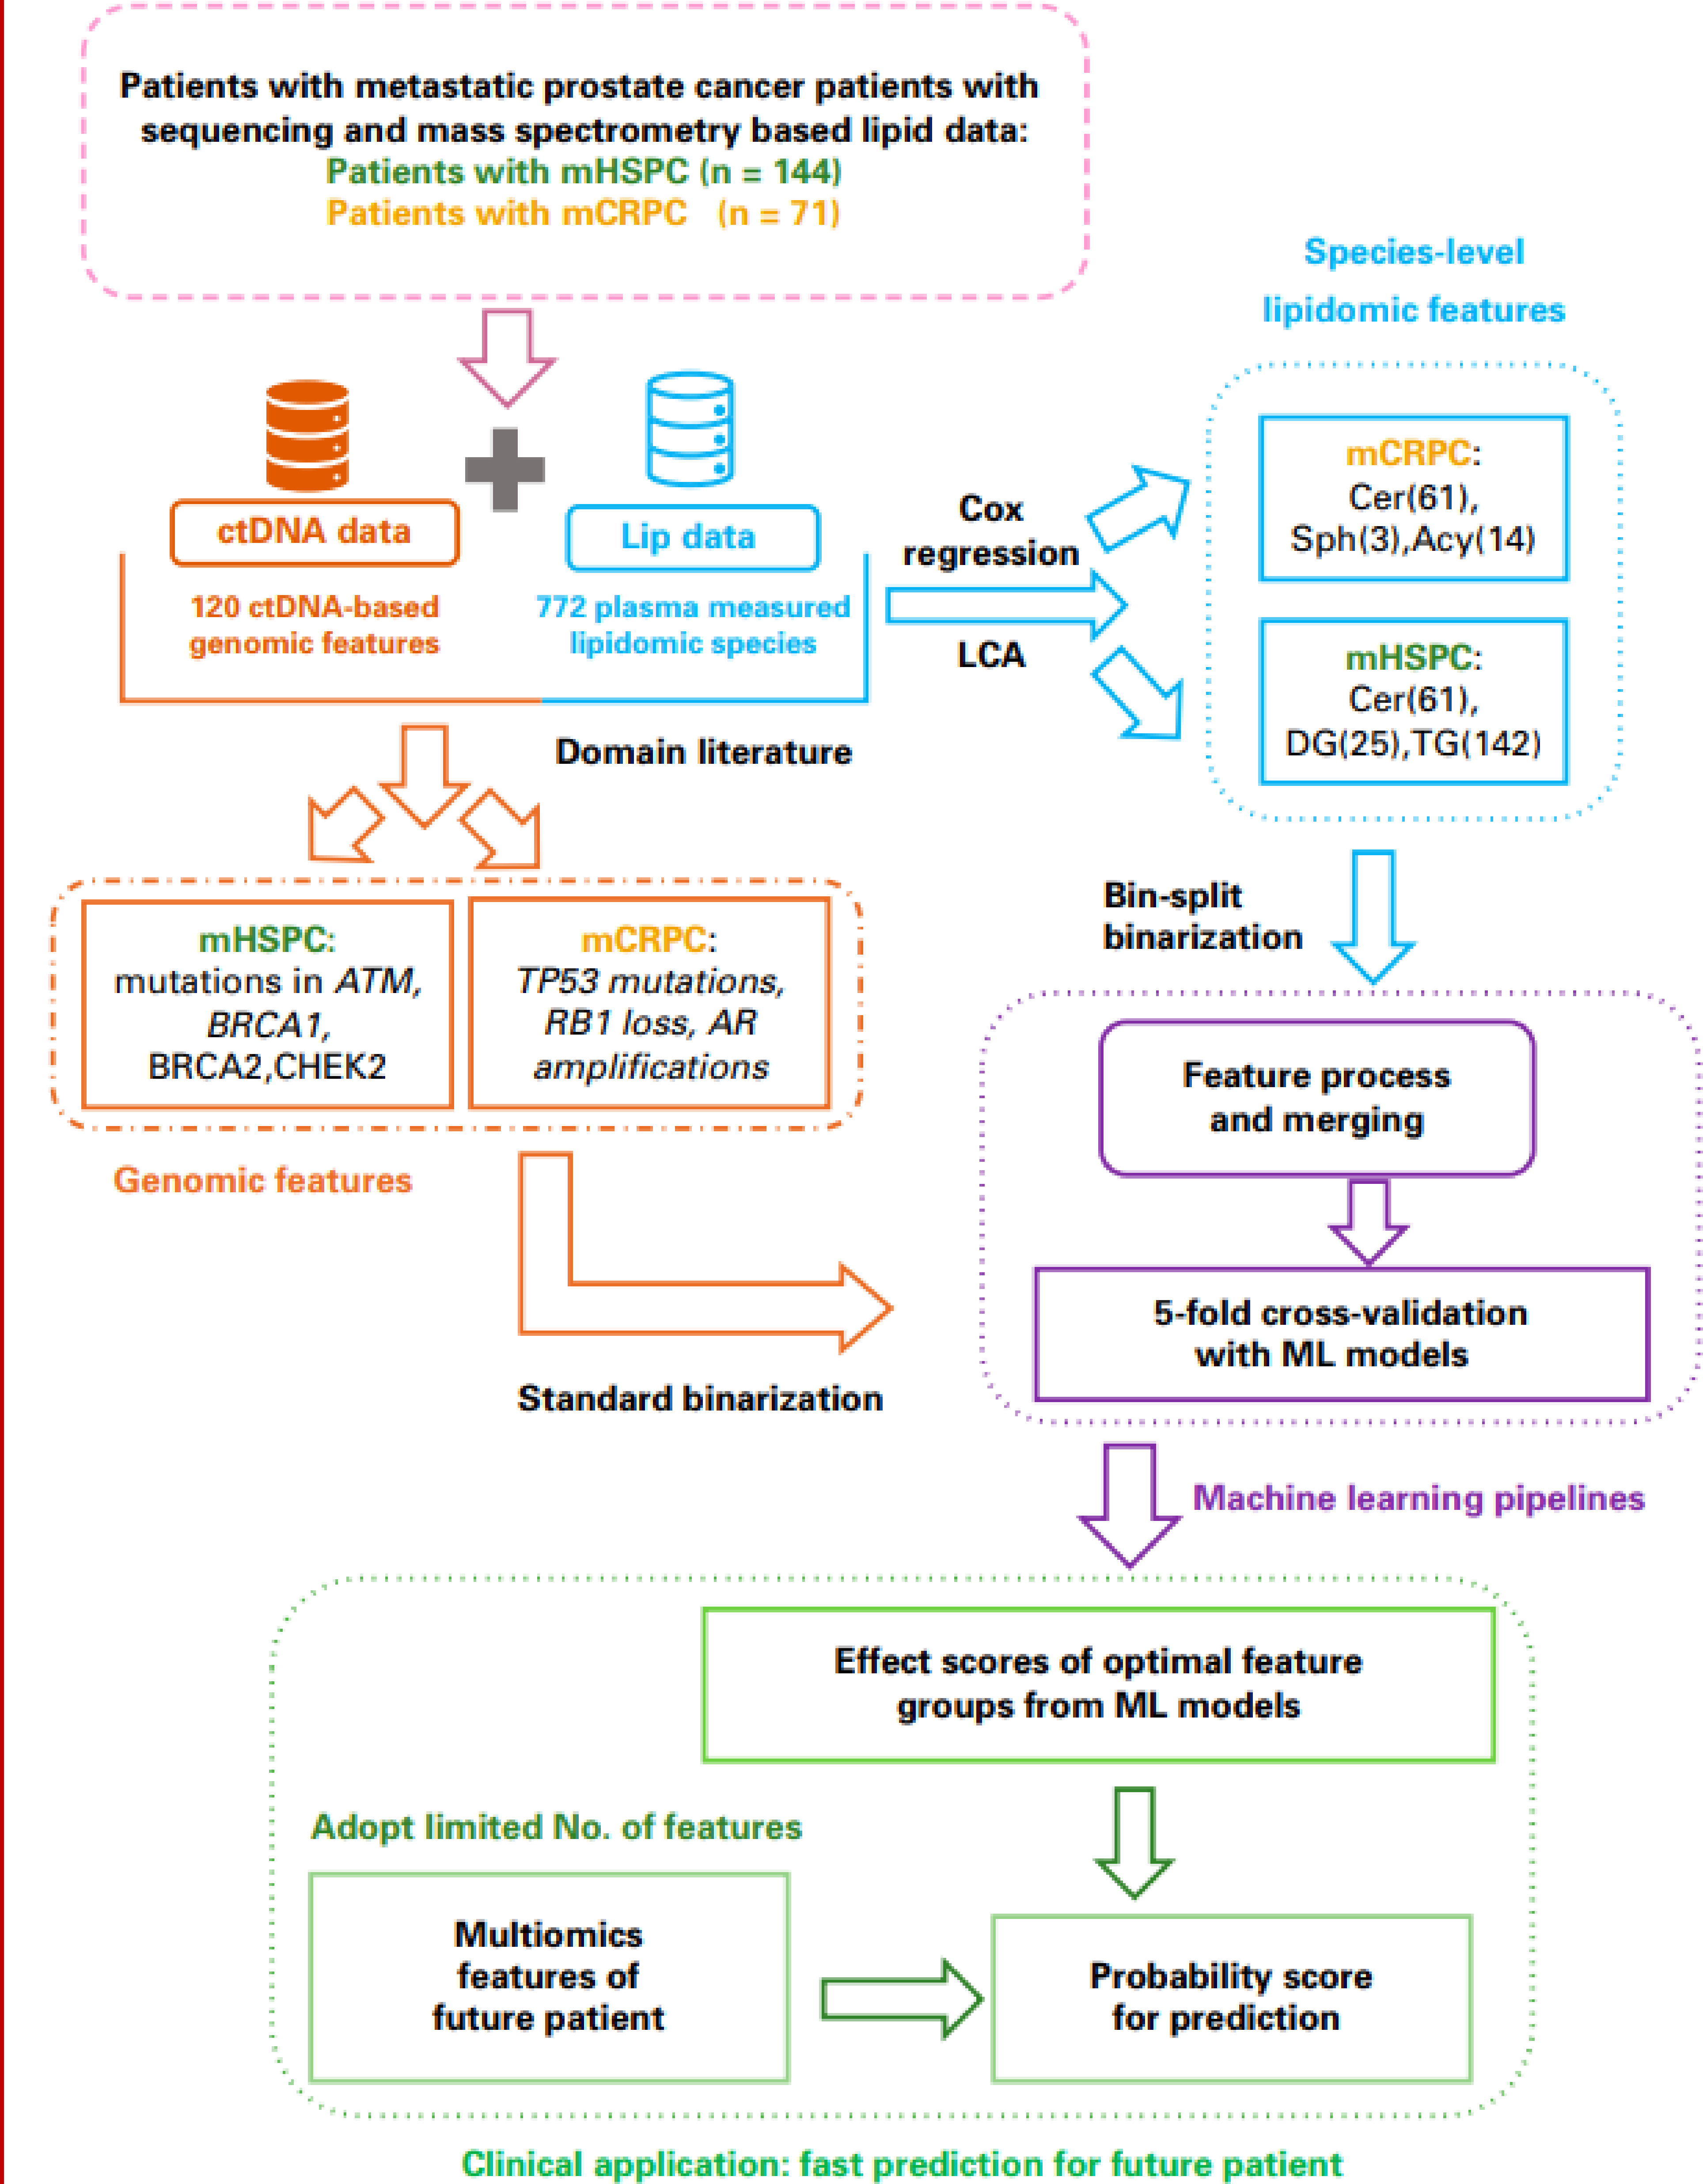 Patients with metastatic prostate cancer patients with
sequencing and mass spectrometry based lipid data:
Patients with mHSPC (n = 144)
Patients with mCRPC (n = 71)
Species-level
lipidomic features
ctDNA data
120 ctDNA-based
genomic features
Lip data
772 plasma measured
lipidomic species
Cox
regression
LCA
mCRPC:
Cer(61),
Sph(3),Acy(14)
mHSPC:
Cer(61),
DG(25),TG(142)
Domain literature
mHSPC:
mutations in ATM,
BRCA1,
BRCA2,CHEK2
mCRPC:
TP53 mutations,
RB1 loss, AR
amplifications
Genomic features
Bin-split
binarization
Standard binarization
Feature process
and merging
5-fold cross-validation
with ML models
Machine learning pipelines
Effect scores of optimal feature
groups from ML models
Adopt limited No. of features
Multiomics
features of
future patient
Probability score
for prediction
Clinical application: fast prediction for future patient